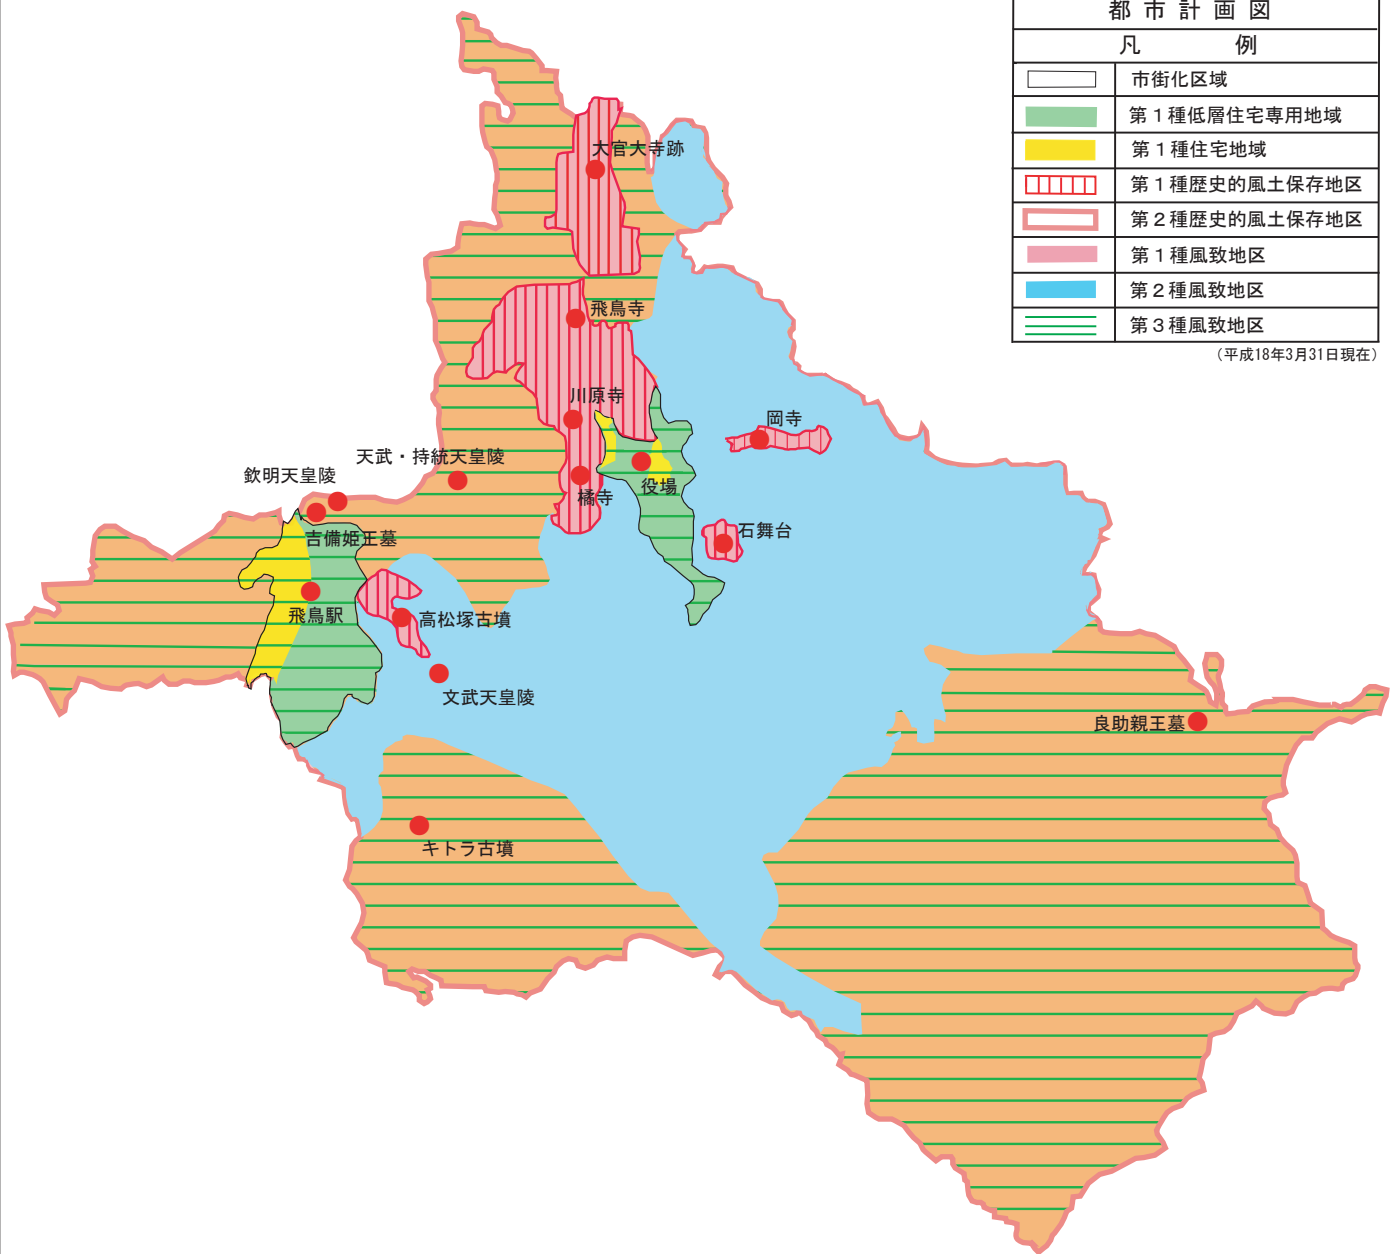 都市計画図
凡 例
市街化区域
第１種低層住宅専用地域
第１種住宅地域
第１種歴史的風土保存地区
第２種歴史的風土保存地区
第１種風致地区
第２種風致地区
第３種風致地区
（平成18年3月31日現在）
大官大寺跡
飛鳥寺
川原寺
岡寺
天武・持統天皇陵
欽明天皇陵
役場
橘寺
石舞台
吉備姫王墓
飛鳥駅
高松塚古墳
文武天皇陵
良助親王墓
キトラ古墳